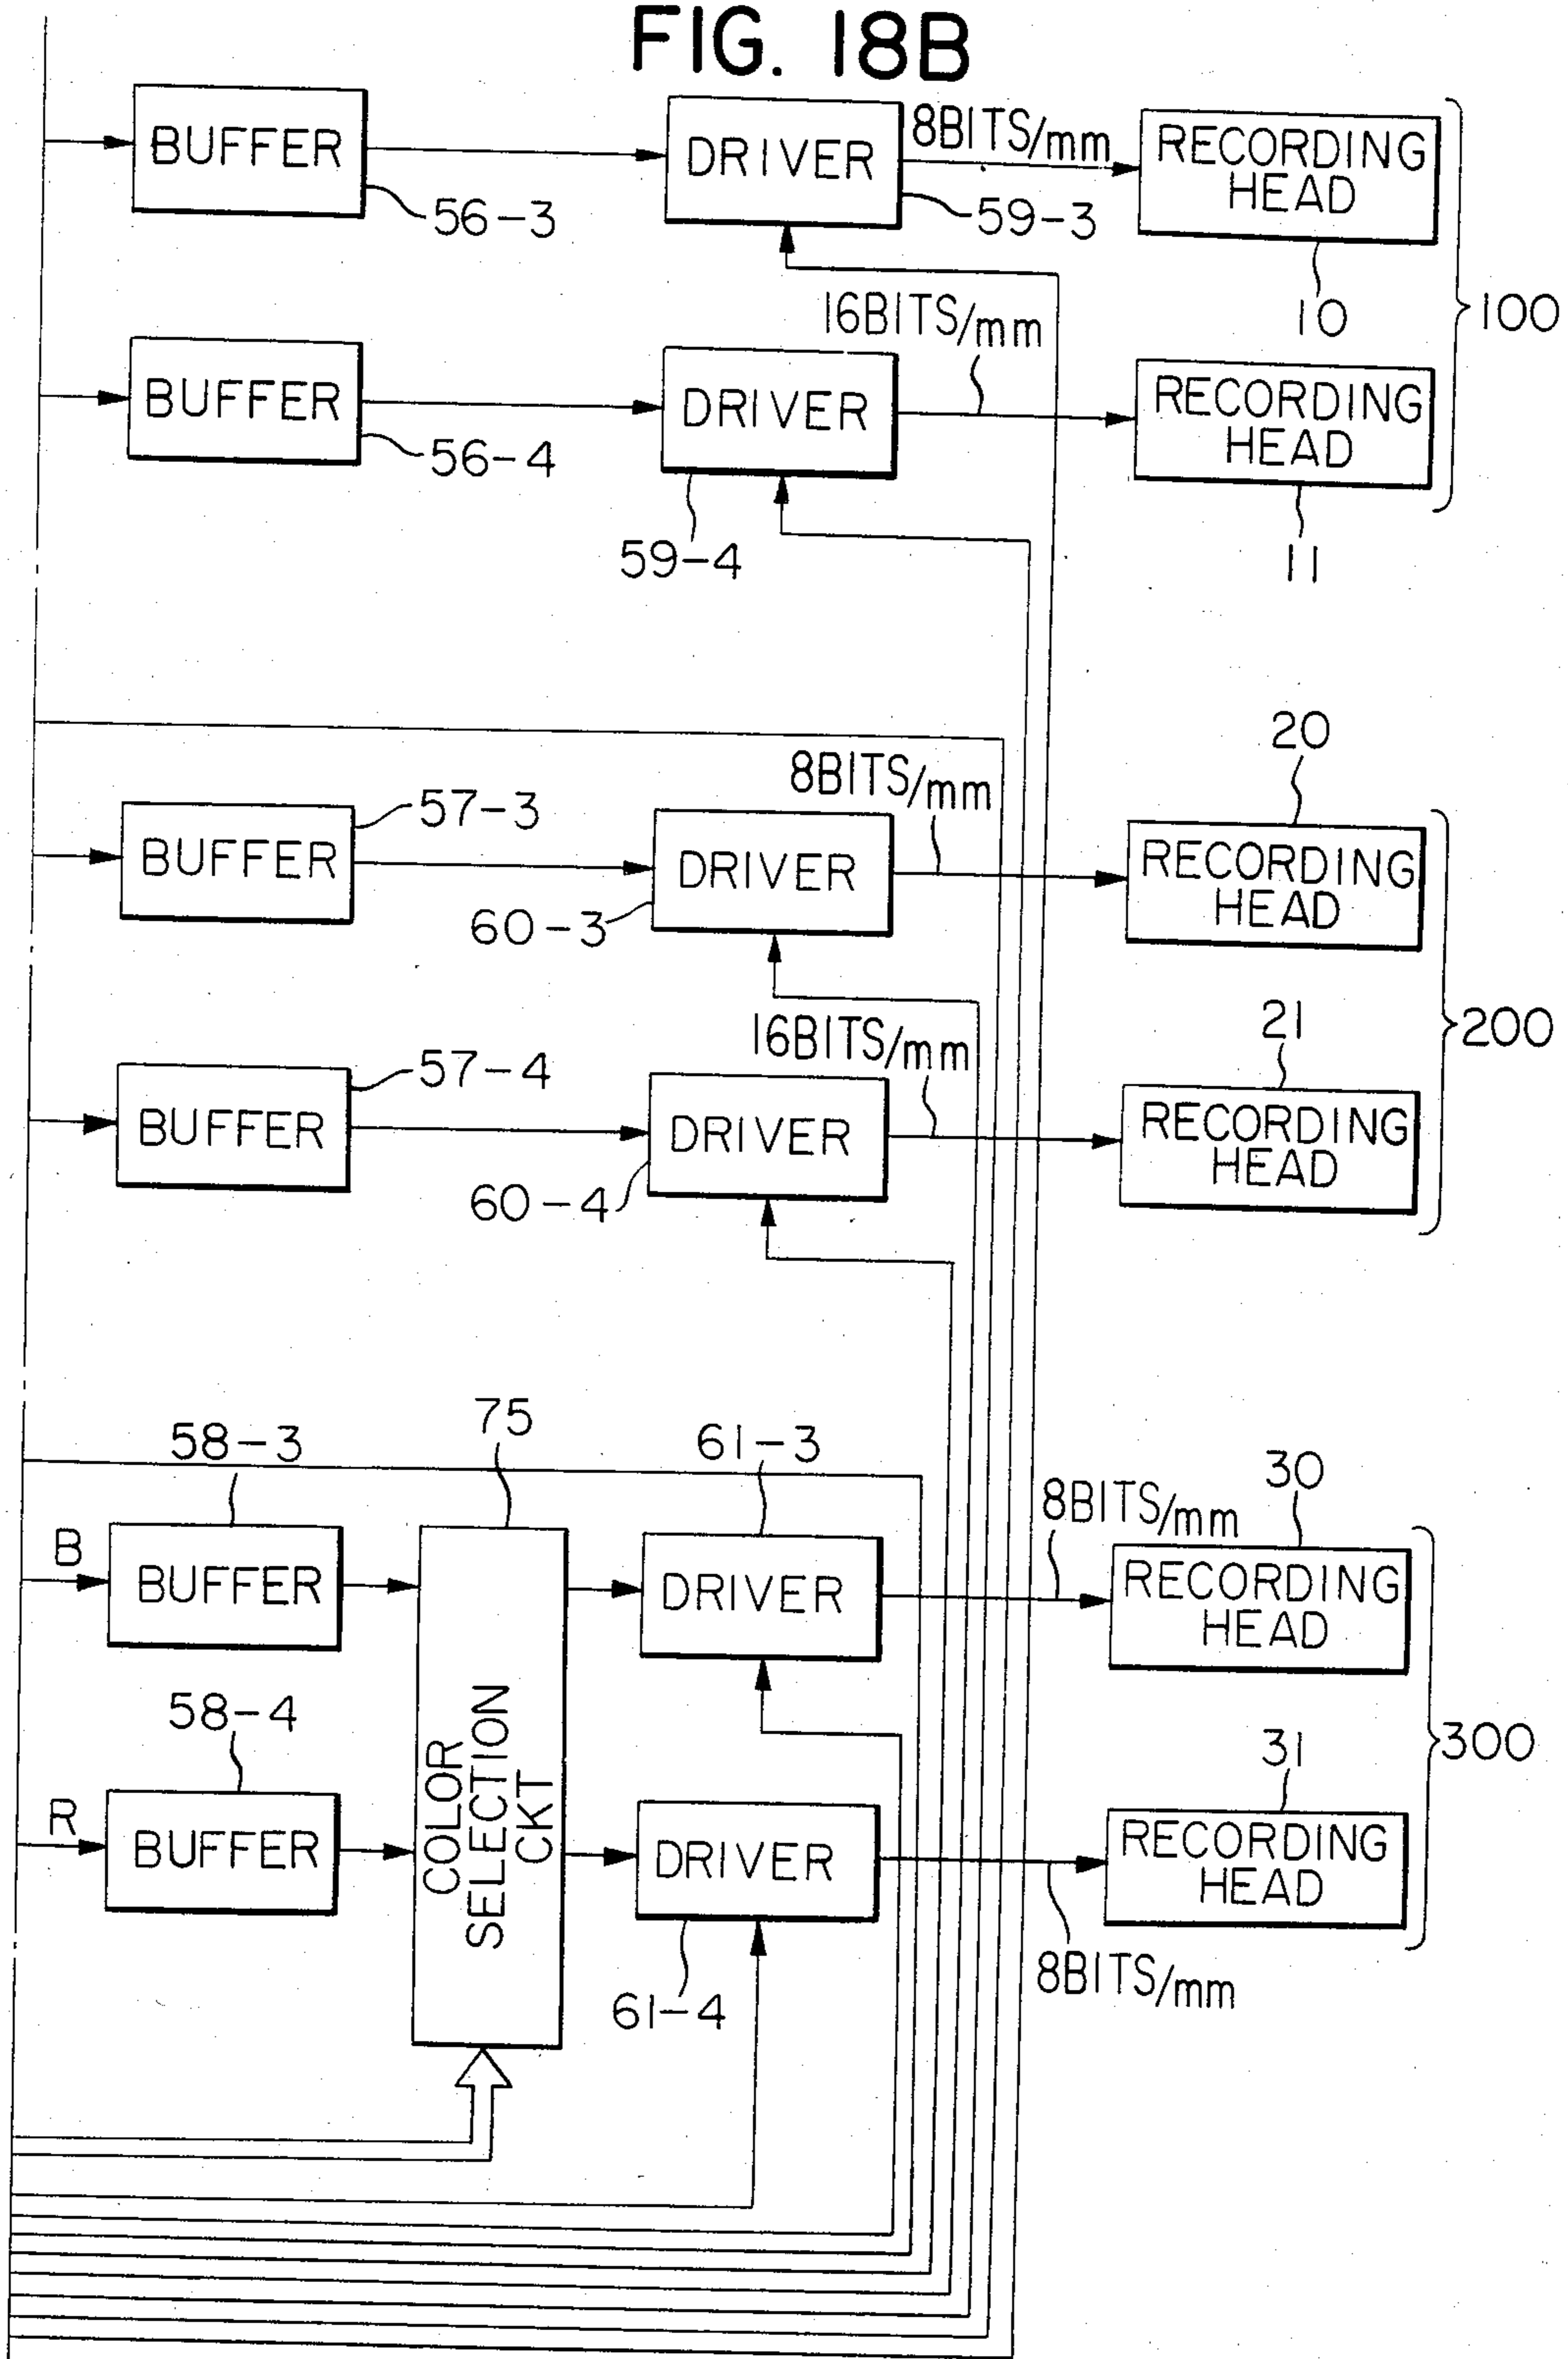 FIG. 18B
BUFFER
56-3
DRIVER
59-3
8BITS/mm
RECORDING
HEAD
10
100
BUFFER
56-4
DRIVER
59-4
16BITS/mm
RECORDING
HEAD
11
BUFFER
57-3
DRIVER
60-3
8BITS/mm
20
RECORDING
HEAD
200
BUFFER
57-4
DRIVER
60-4
16BITS/mm
21
RECORDING
HEAD
B
58-3
BUFFER
75
COLOR
SELECTION
CKT
61-3
DRIVER
8BITS/mm
30
RECORDING
HEAD
300
R
58-4
BUFFER
DRIVER
61-4
8BITS/mm
31
RECORDING
HEAD